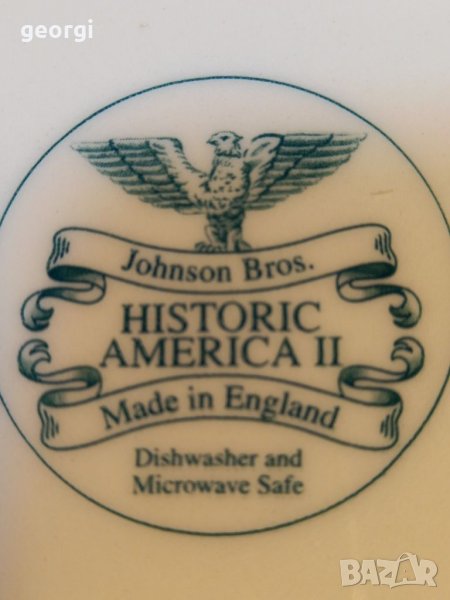 georgi
Johnson Bros.
HISTORIC
AMERICA II
Made in England
Dishwasher and
Microwave Safe
BAZAR